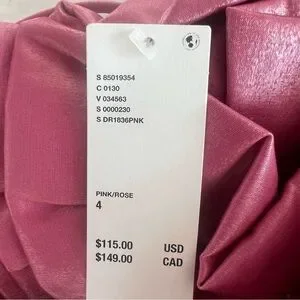 S 85019354
C 0130
V 034563
S 0000230
S DR1836PNK
PINK/ROSE
4
$115.00 USD
$149.00 CAD